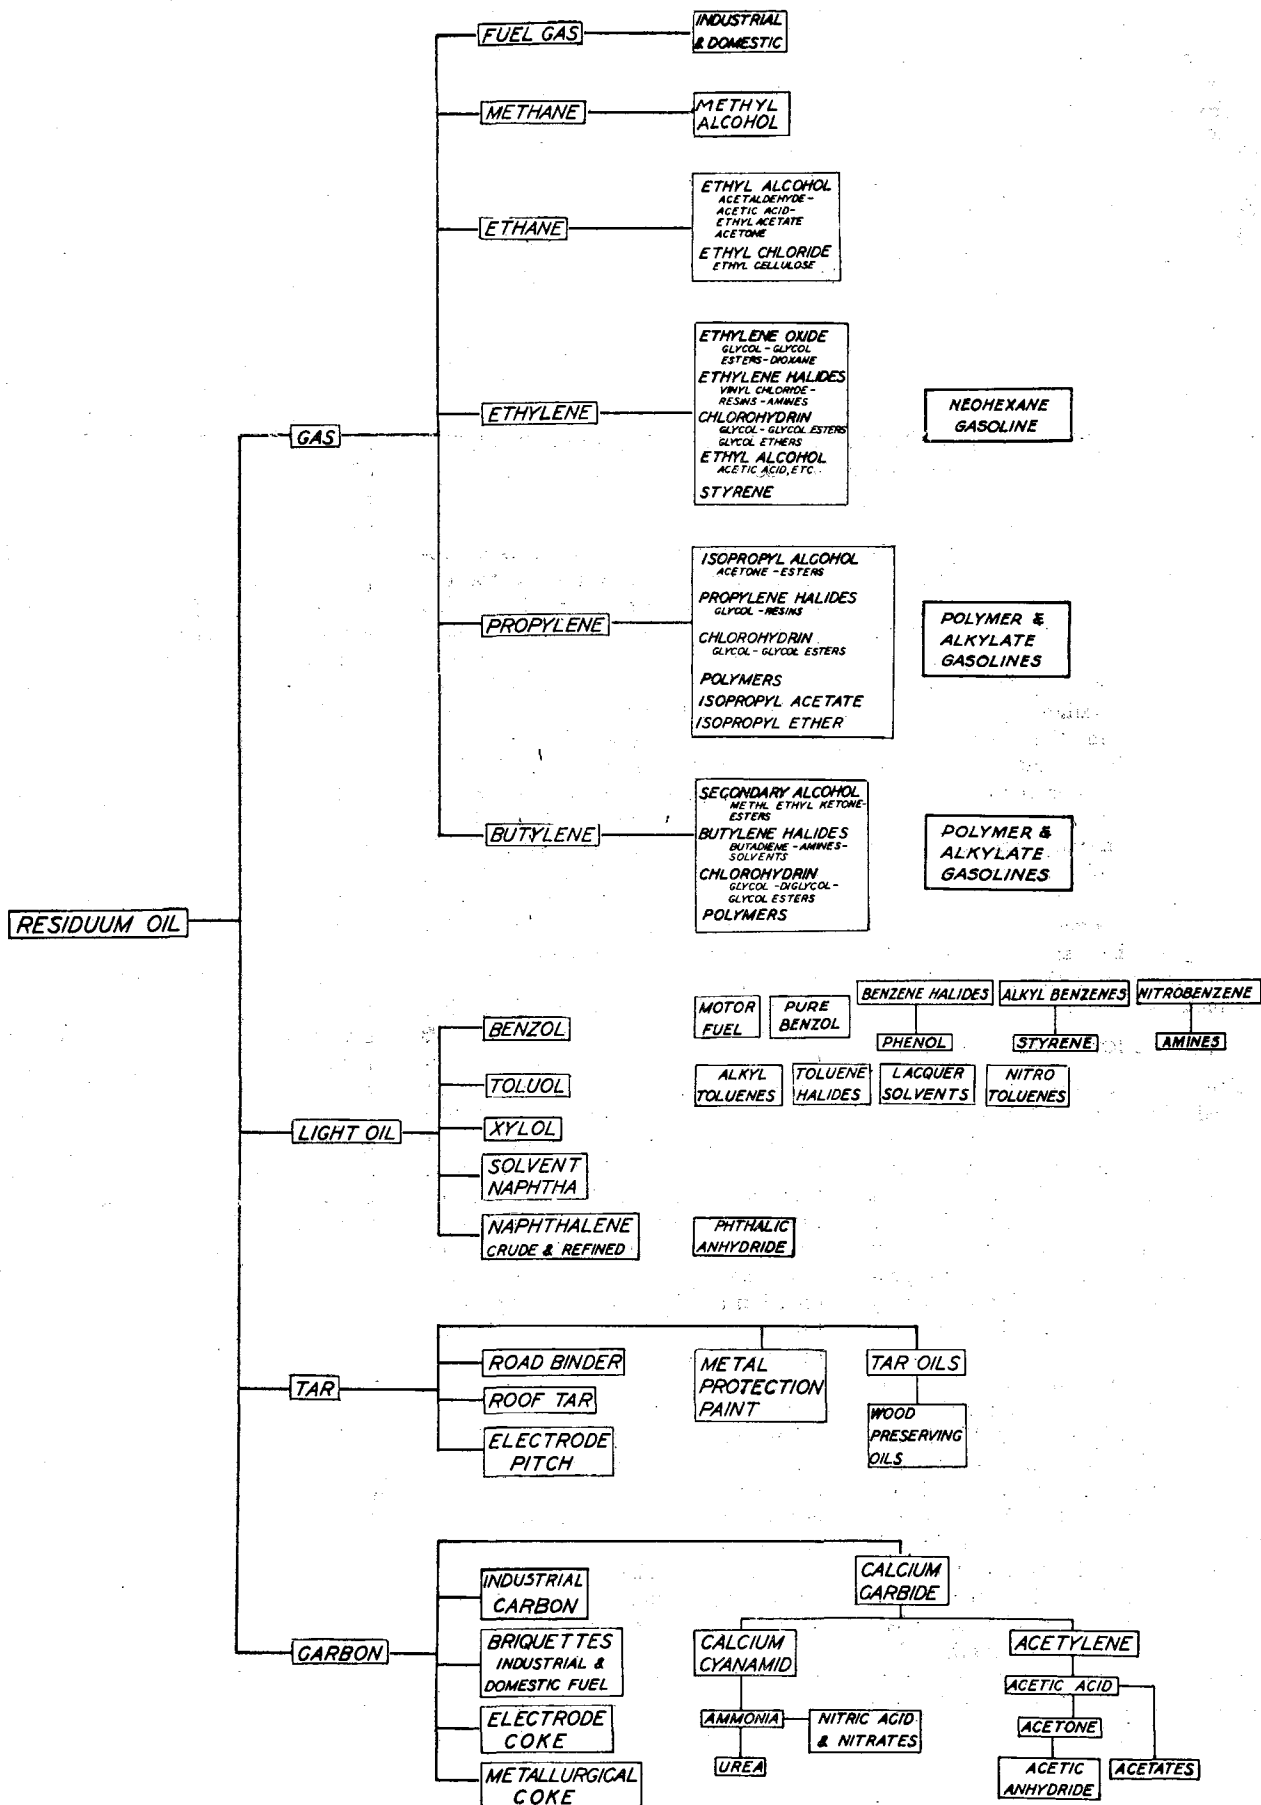 RESIDUUM OIL
GAS
FUEL GAS
INDUSTRIAL
& DOMESTIC
METHANE
METHYL
ALCOHOL
ETHANE
ETHYL ALCOHOL
ACETALDEHYDE-
ACETIC ACID-
ETHYL ACETATE
ACETONE
ETHYL CHLORIDE
ETHYL CELLULOSE
ETHYLENE
ETHYLENE OXIDE
GLYCOL-GLYCOL
ESTERS-DIOXANE
ETHYLENE HALIDES
VINYL CHLORIDE-
RESINS-AMINES
CHLOROHYDRIN
GLYCOL-GLYCOL ESTERS
GLYCOL ETHERS
ETHYL ALCOHOL
ACETIC ACID, ETC.
STYRENE
NEOHEXANE
GASOLINE
PROPYLENE
ISOPROPYL ALCOHOL
ACETONE-ESTERS
PROPYLENE HALIDES
GLYCOL-RESINS
CHLOROHYDRIN
GLYCOL-GLYCOL ESTERS
POLYMERS
ISOPROPYL ACETATE
ISOPROPYL ETHER
POLYMER &
ALKYLATE
GASOLINES
BUTYLENE
SECONDARY ALCOHOL
METHL ETHYL KETONE-
ESTERS
BUTYLENE HALIDES
BUTADIENE-AMINES-
SOLVENTS
CHLOROHYDRIN
GLYCOL-DIGLYCOL-
GLYCOL ESTERS
POLYMERS
POLYMER &
ALKYLATE
GASOLINES
LIGHT OIL
BENZOL
MOTOR
FUEL
PURE
BENZOL
BENZENE HALIDES
PHENOL
ALKYL BENZENES
STYRENE
NITROBENZENE
AMINES
TOLUOL
ALKYL
TOLUENES
TOLUENE
HALIDES
LACQUER
SOLVENTS
NITRO
TOLUENES
XYLOL
SOLVENT
NAPHTHA
NAPHTHALENE
CRUDE & REFINED
PHTHALIC
ANHYDRIDE
TAR
ROAD BINDER
ROOF TAR
ELECTRODE
PITCH
METAL
PROTECTION
PAINT
TAR OILS
WOOD
PRESERVING
OILS
CARBON
INDUSTRIAL
CARBON
BRIQUETTES
INDUSTRIAL &
DOMESTIC FUEL
ELECTRODE
COKE
METALLURGICAL
COKE
CALCIUM
CARBIDE
CALCIUM
CYANAMID
AMMONIA
NITRIC ACID
& NITRATES
UREA
ACETYLENE
ACETIC ACID
ACETONE
ACETIC
ANHYDRIDE
ACETATES